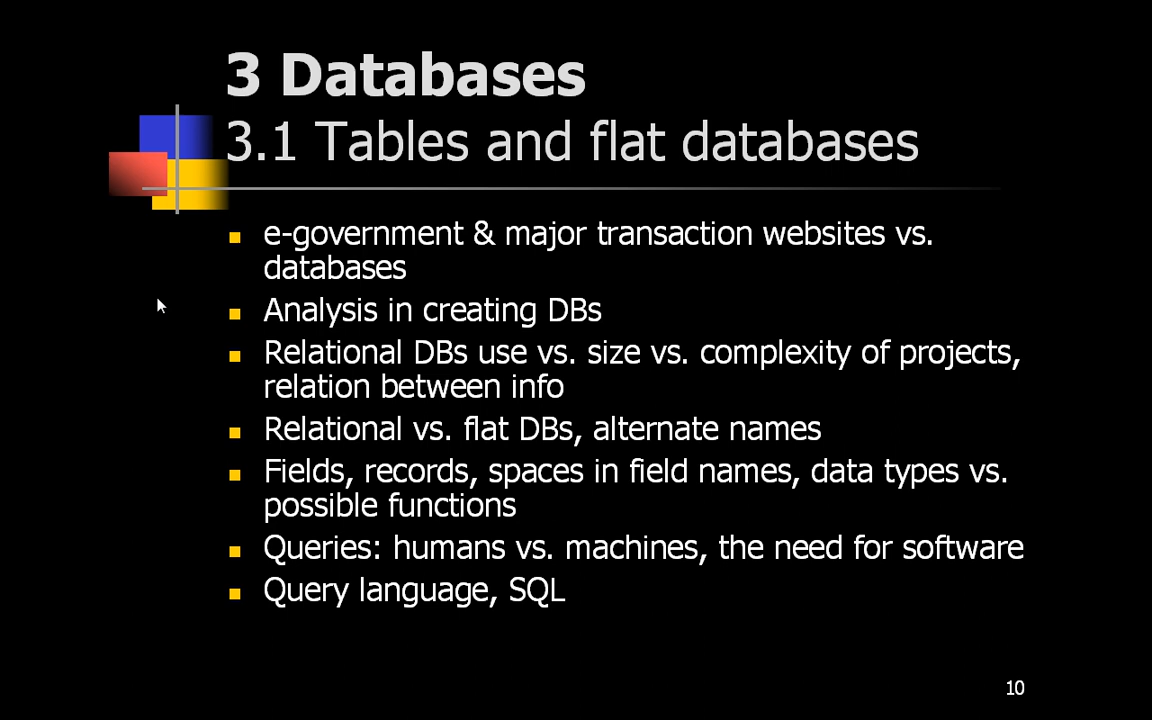 3 Databases
3.1 Tables and flat databases
e-government & major transaction websites vs.
databases
Analysis in creating DBs
Relational DBs use vs. size vs. complexity of projects,
relation between info
Relational vs. flat DBs, alternate names
Fields, records, spaces in field names, data types vs.
possible functions
Queries: humans vs. machines, the need for software
Query language, SQL
10